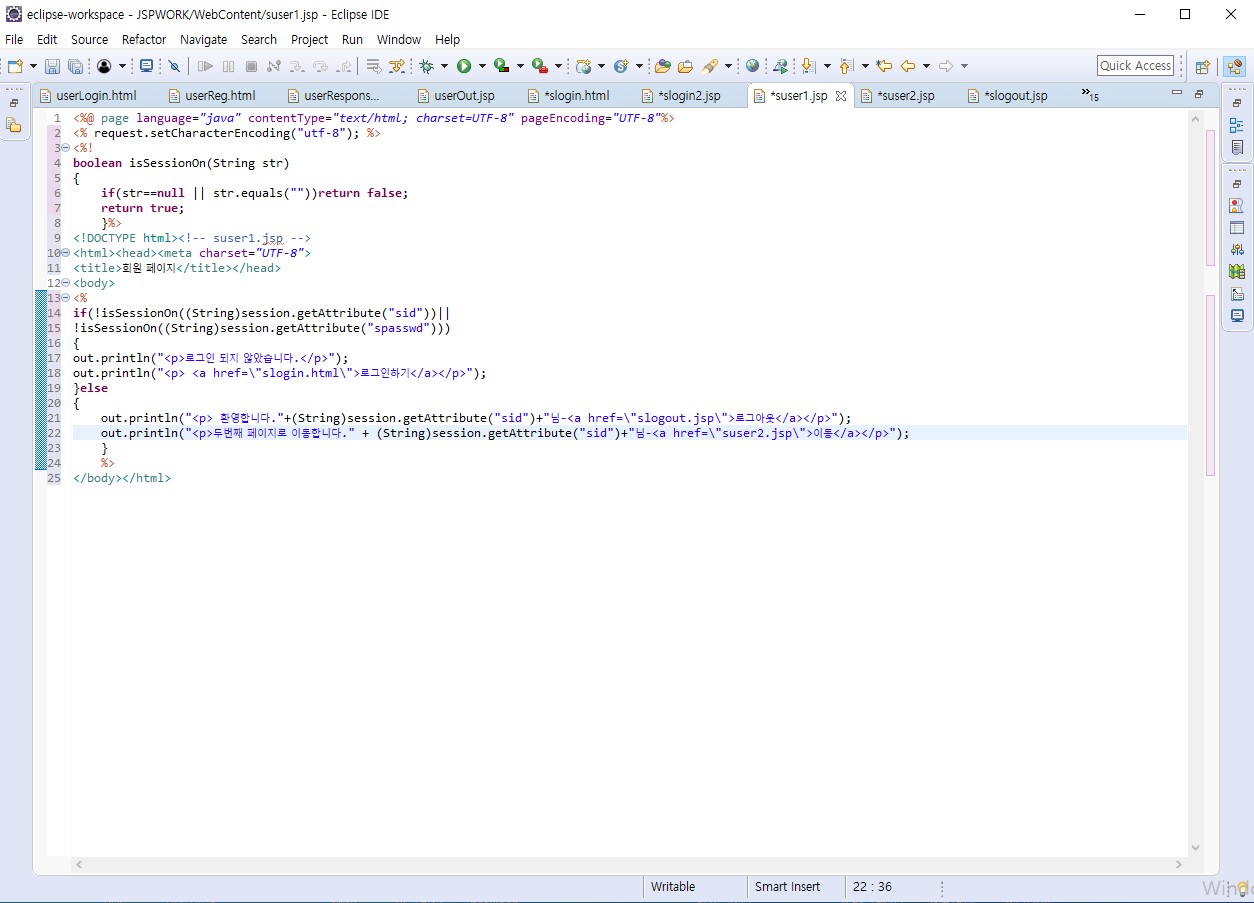 eclipse-workspace - JSPWORK/WebContent/suser1.jsp - Eclipse IDE
File Edit Source Refactor Navigate Search Project Run Window Help
Quick Access
userLogin.html userReg.html userRespons... userOut.jsp *slogin.html *slogin2.jsp *suser1.jsp *suser2.jsp *slogout.jsp »15
1 <%@ page language="java" contentType="text/html; charset=UTF-8" pageEncoding="UTF-8"%>
2 <% request.setCharacterEncoding("utf-8"); %>
3 <%!
4 boolean isSessionOn(String str)
5 {
6 if(str==null || str.equals(""))return false;
7 return true;
8 }%>
9 <!DOCTYPE html><!-- suser1.jsp -->
10 <html><head><meta charset="UTF-8">
11 <title>회원 페이지</title></head>
12 <body>
13 <%
14 if(!isSessionOn((String)session.getAttribute("sid"))||
15 !isSessionOn((String)session.getAttribute("spasswd")))
16 {
17 out.println("<p>로그인 되지 않았습니다.</p>");
18 out.println("<p> <a href=\"slogin.html\">로그인하기</a></p>");
19 }else
20 {
21 out.println("<p> 환영합니다."+(String)session.getAttribute("sid")+"님-<a href=\"slogout.jsp\">로그아웃</a></p>");
22 out.println("<p>두번째 페이지로 이동합니다." + (String)session.getAttribute("sid")+"님-<a href=\"suser2.jsp\">이동</a></p>");
23 }
24 %>
25 </body></html>
Writable Smart Insert 22 : 36